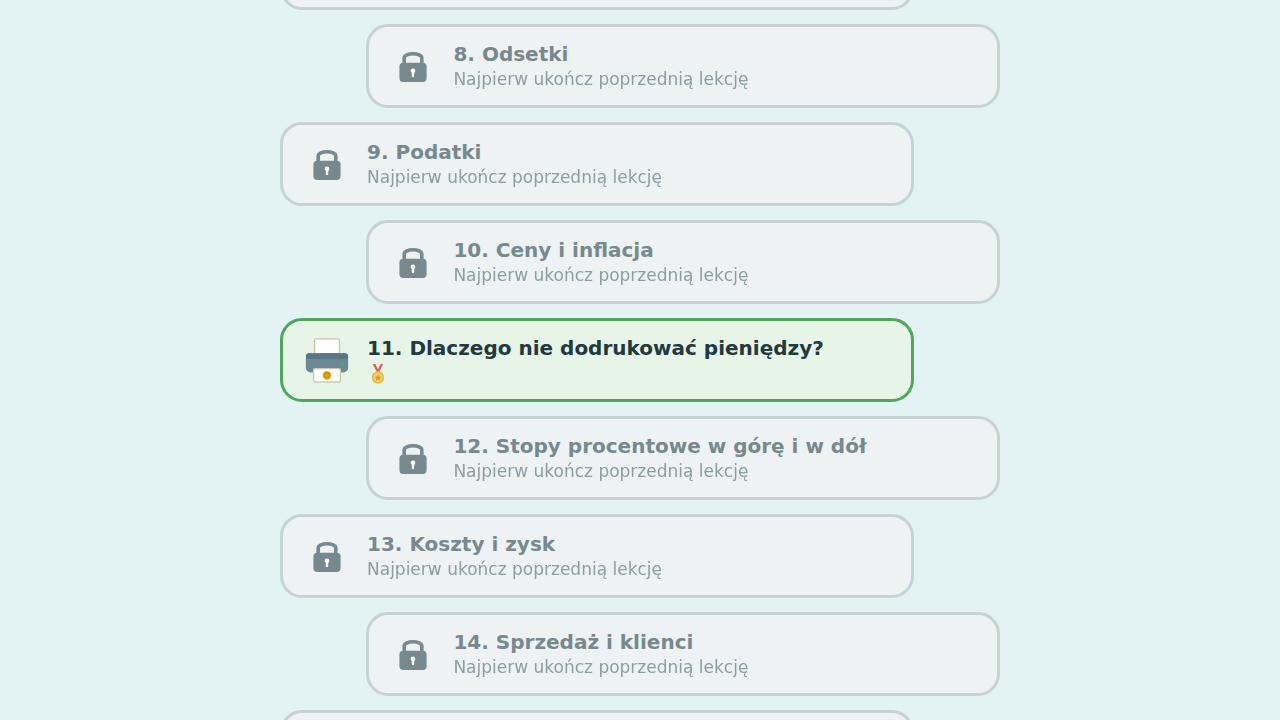 8. Odsetki
Najpierw ukończ poprzednią lekcję
9. Podatki
Najpierw ukończ poprzednią lekcję
10. Ceny i inflacja
Najpierw ukończ poprzednią lekcję
11. Dlaczego nie dodrukować pieniędzy?
12. Stopy procentowe w górę i w dół
Najpierw ukończ poprzednią lekcję
13. Koszty i zysk
Najpierw ukończ poprzednią lekcję
14. Sprzedaż i klienci
Najpierw ukończ poprzednią lekcję